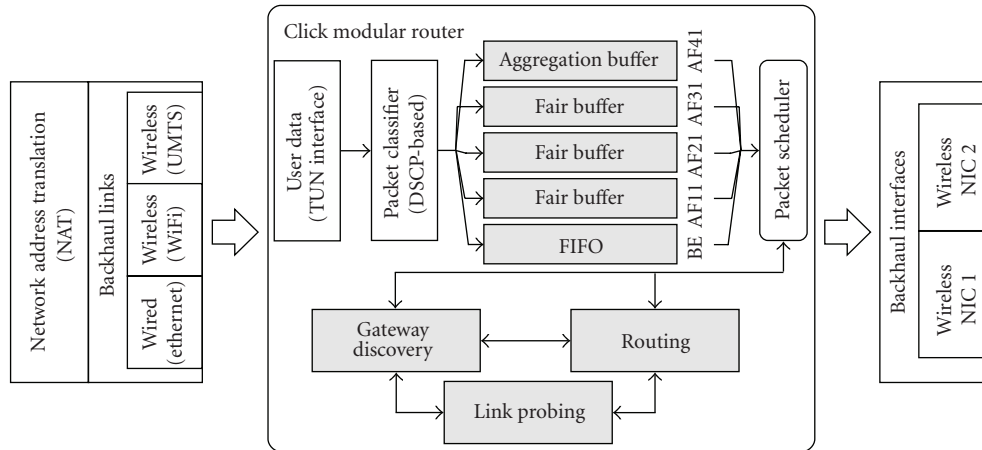 Network address translation
(NAT)
Backhaul links
Wireless
(UMTS)
Wireless
(WiFi)
Wired
(ethernet)
Click modular router
User data
(TUN interface)
Packet classifier
(DSCP-based)
Aggregation buffer
AF41
Fair buffer
AF31
Fair buffer
AF21
Fair buffer
AF11
FIFO
BE
Packet scheduler
Gateway
discovery
Routing
Link probing
Backhaul interfaces
Wireless
NIC 2
Wireless
NIC 1